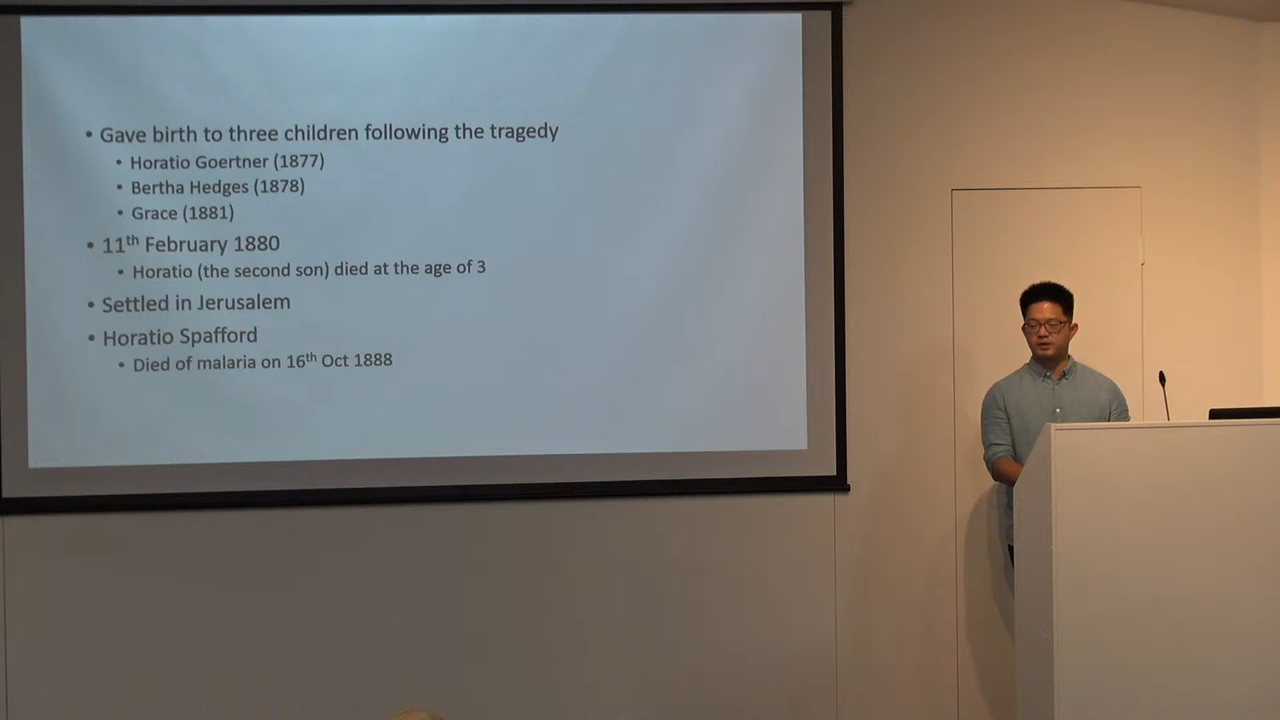 • Gave birth to three children following the tragedy
• Horatio Goertner (1877)
• Bertha Hedges (1878)
• Grace (1881)
• 11th February 1880
• Horatio (the second son) died at the age of 3
• Settled in Jerusalem
• Horatio Spafford
• Died of malaria on 16th Oct 1888